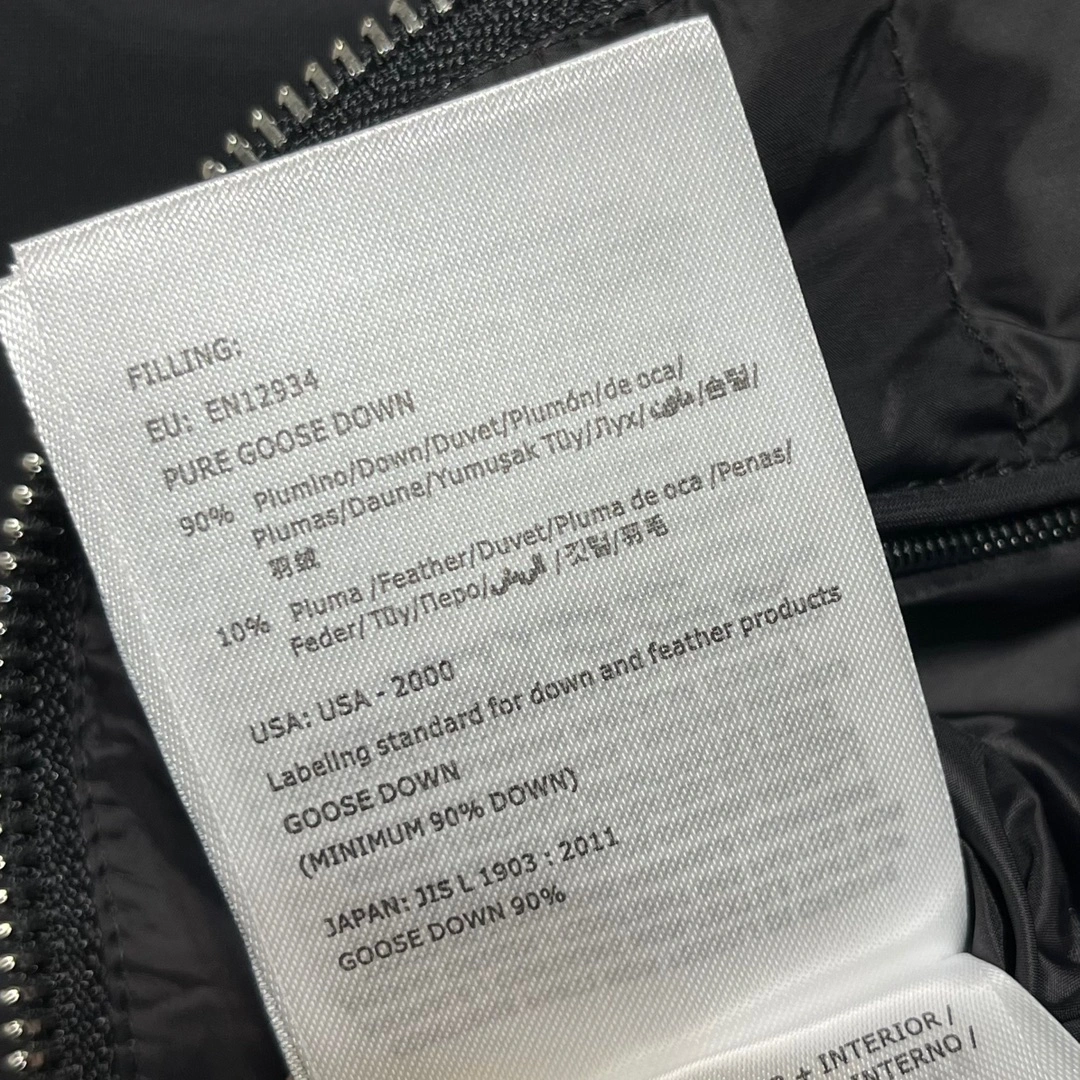 FILLING:
EU: EN12934
PURE GOOSE DOWN
90% Piumino/Down/Duvet/Plumón/de oca/
Plumas/Daune/Yumuşak Tüy/Лух/ /솜털/
羽绒
10% Piuma /Feather/Duvet/Pluma de oca /Penas/
Feder/ Tüy/Перо/ /깃털/羽毛
USA: USA - 2000
Labeling standard for down and feather products
GOOSE DOWN
(MINIMUM 90% DOWN)
JAPAN: JIS L 1903 : 2011
GOOSE DOWN 90%
+ INTERIOR /
INTERNO /